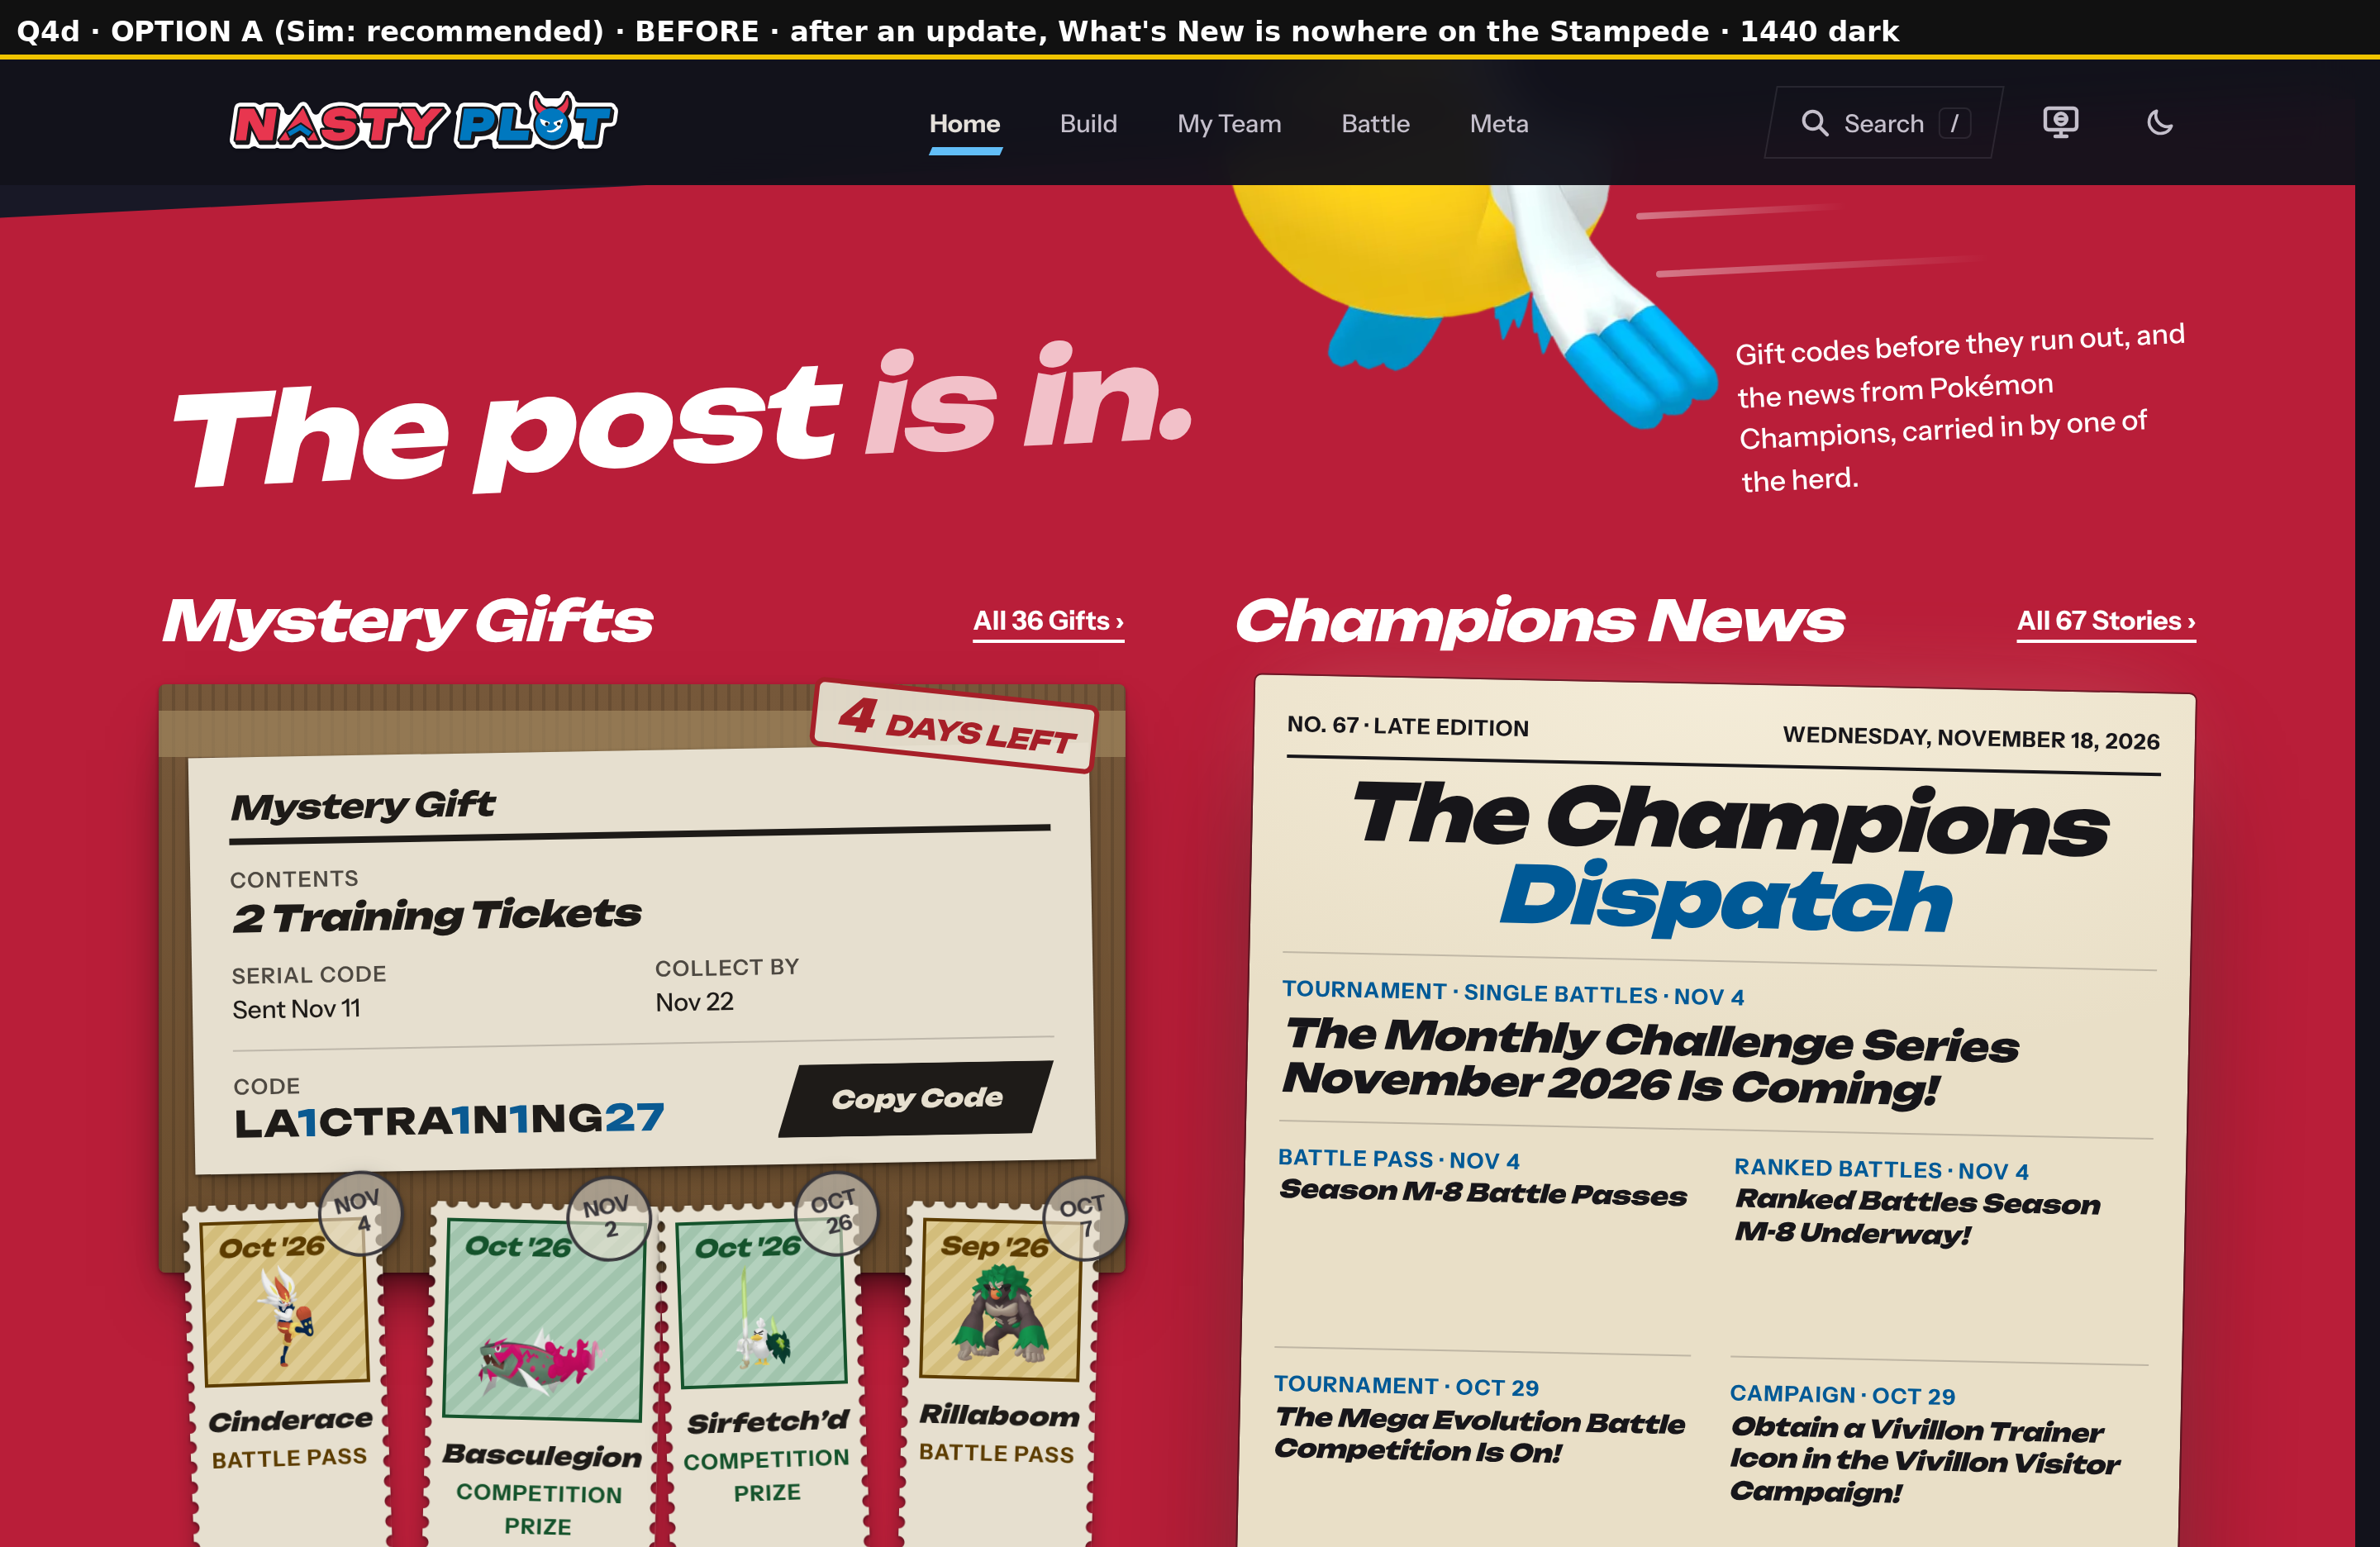 Q4d · OPTION A (Sim: recommended) · BEFORE · after an update, What's New is nowhere on the Stampede · 1440 dark
NASTY PLOT
Home
Build
My Team
Battle
Meta
Search /
The post is in.
Gift codes before they run out, and
the news from Pokémon
Champions, carried in by one of
the herd.
Mystery Gifts
All 36 Gifts ›
4 DAYS LEFT
Mystery Gift
CONTENTS
2 Training Tickets
SERIAL CODE
Sent Nov 11
COLLECT BY
Nov 22
CODE
LA1CTRA1N1NG27
Copy Code
NOV
4
Oct '26
Cinderace
BATTLE PASS
NOV
2
Oct '26
Basculegion
COMPETITION
PRIZE
OCT
26
Oct '26
Sirfetch’d
COMPETITION
PRIZE
OCT
7
Sep '26
Rillaboom
BATTLE PASS
Champions News
All 67 Stories ›
NO. 67 · LATE EDITION
WEDNESDAY, NOVEMBER 18, 2026
The Champions
Dispatch
TOURNAMENT · SINGLE BATTLES · NOV 4
The Monthly Challenge Series
November 2026 Is Coming!
BATTLE PASS · NOV 4
Season M-8 Battle Passes
RANKED BATTLES · NOV 4
Ranked Battles Season
M-8 Underway!
TOURNAMENT · OCT 29
The Mega Evolution Battle
Competition Is On!
CAMPAIGN · OCT 29
Obtain a Vivillon Trainer
Icon in the Vivillon Visitor
Campaign!